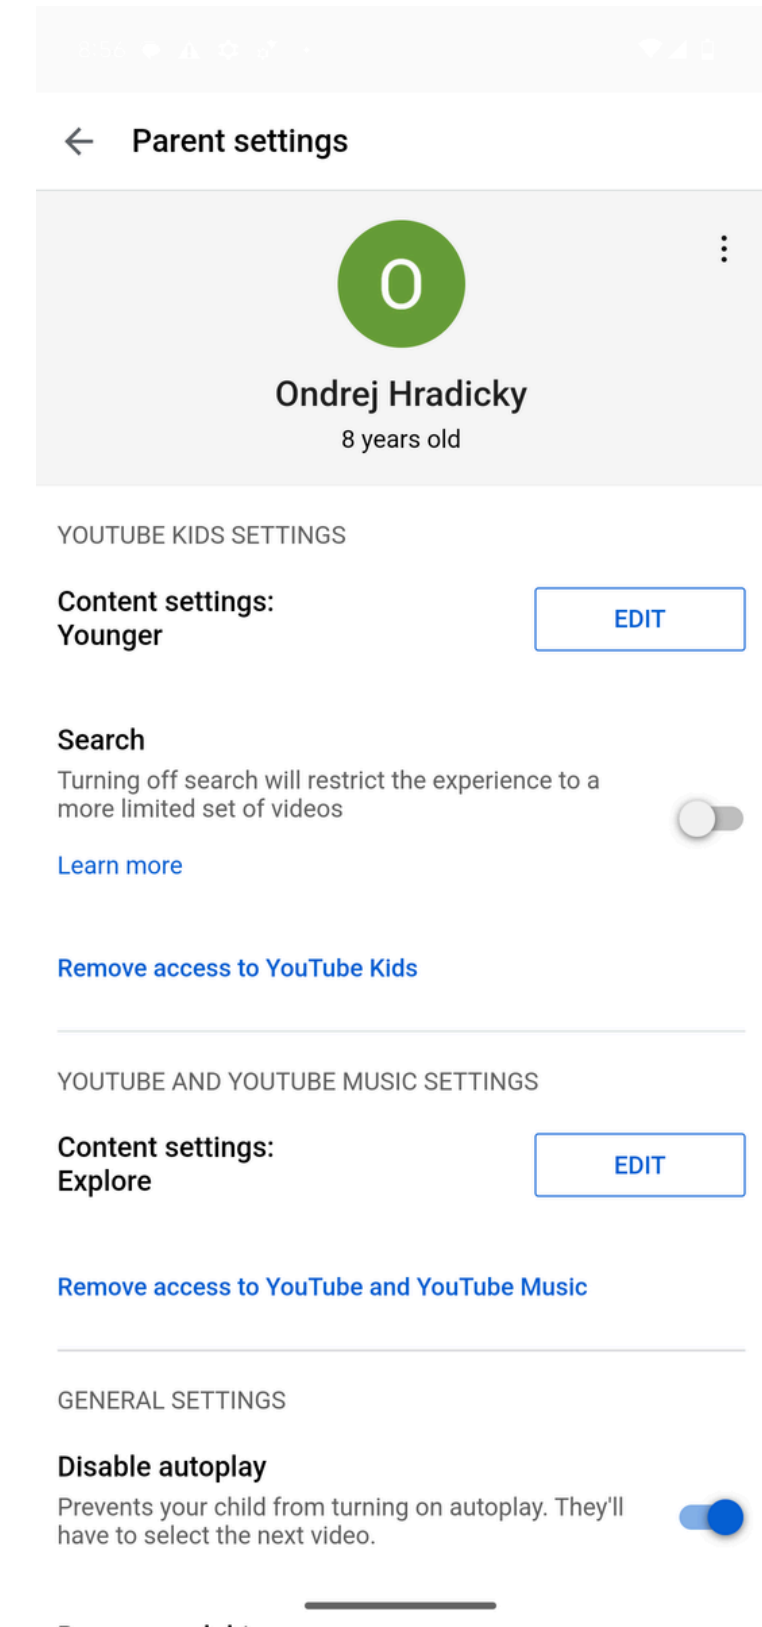 Parent settings
O
Ondrej Hradicky
8 years old
YOUTUBE KIDS SETTINGS
Content settings:
Younger
EDIT
Search
Turning off search will restrict the experience to a
more limited set of videos
Learn more
Remove access to YouTube Kids
YOUTUBE AND YOUTUBE MUSIC SETTINGS
Content settings:
Explore
EDIT
Remove access to YouTube and YouTube Music
GENERAL SETTINGS
Disable autoplay
Prevents your child from turning on autoplay. They'll
have to select the next video.